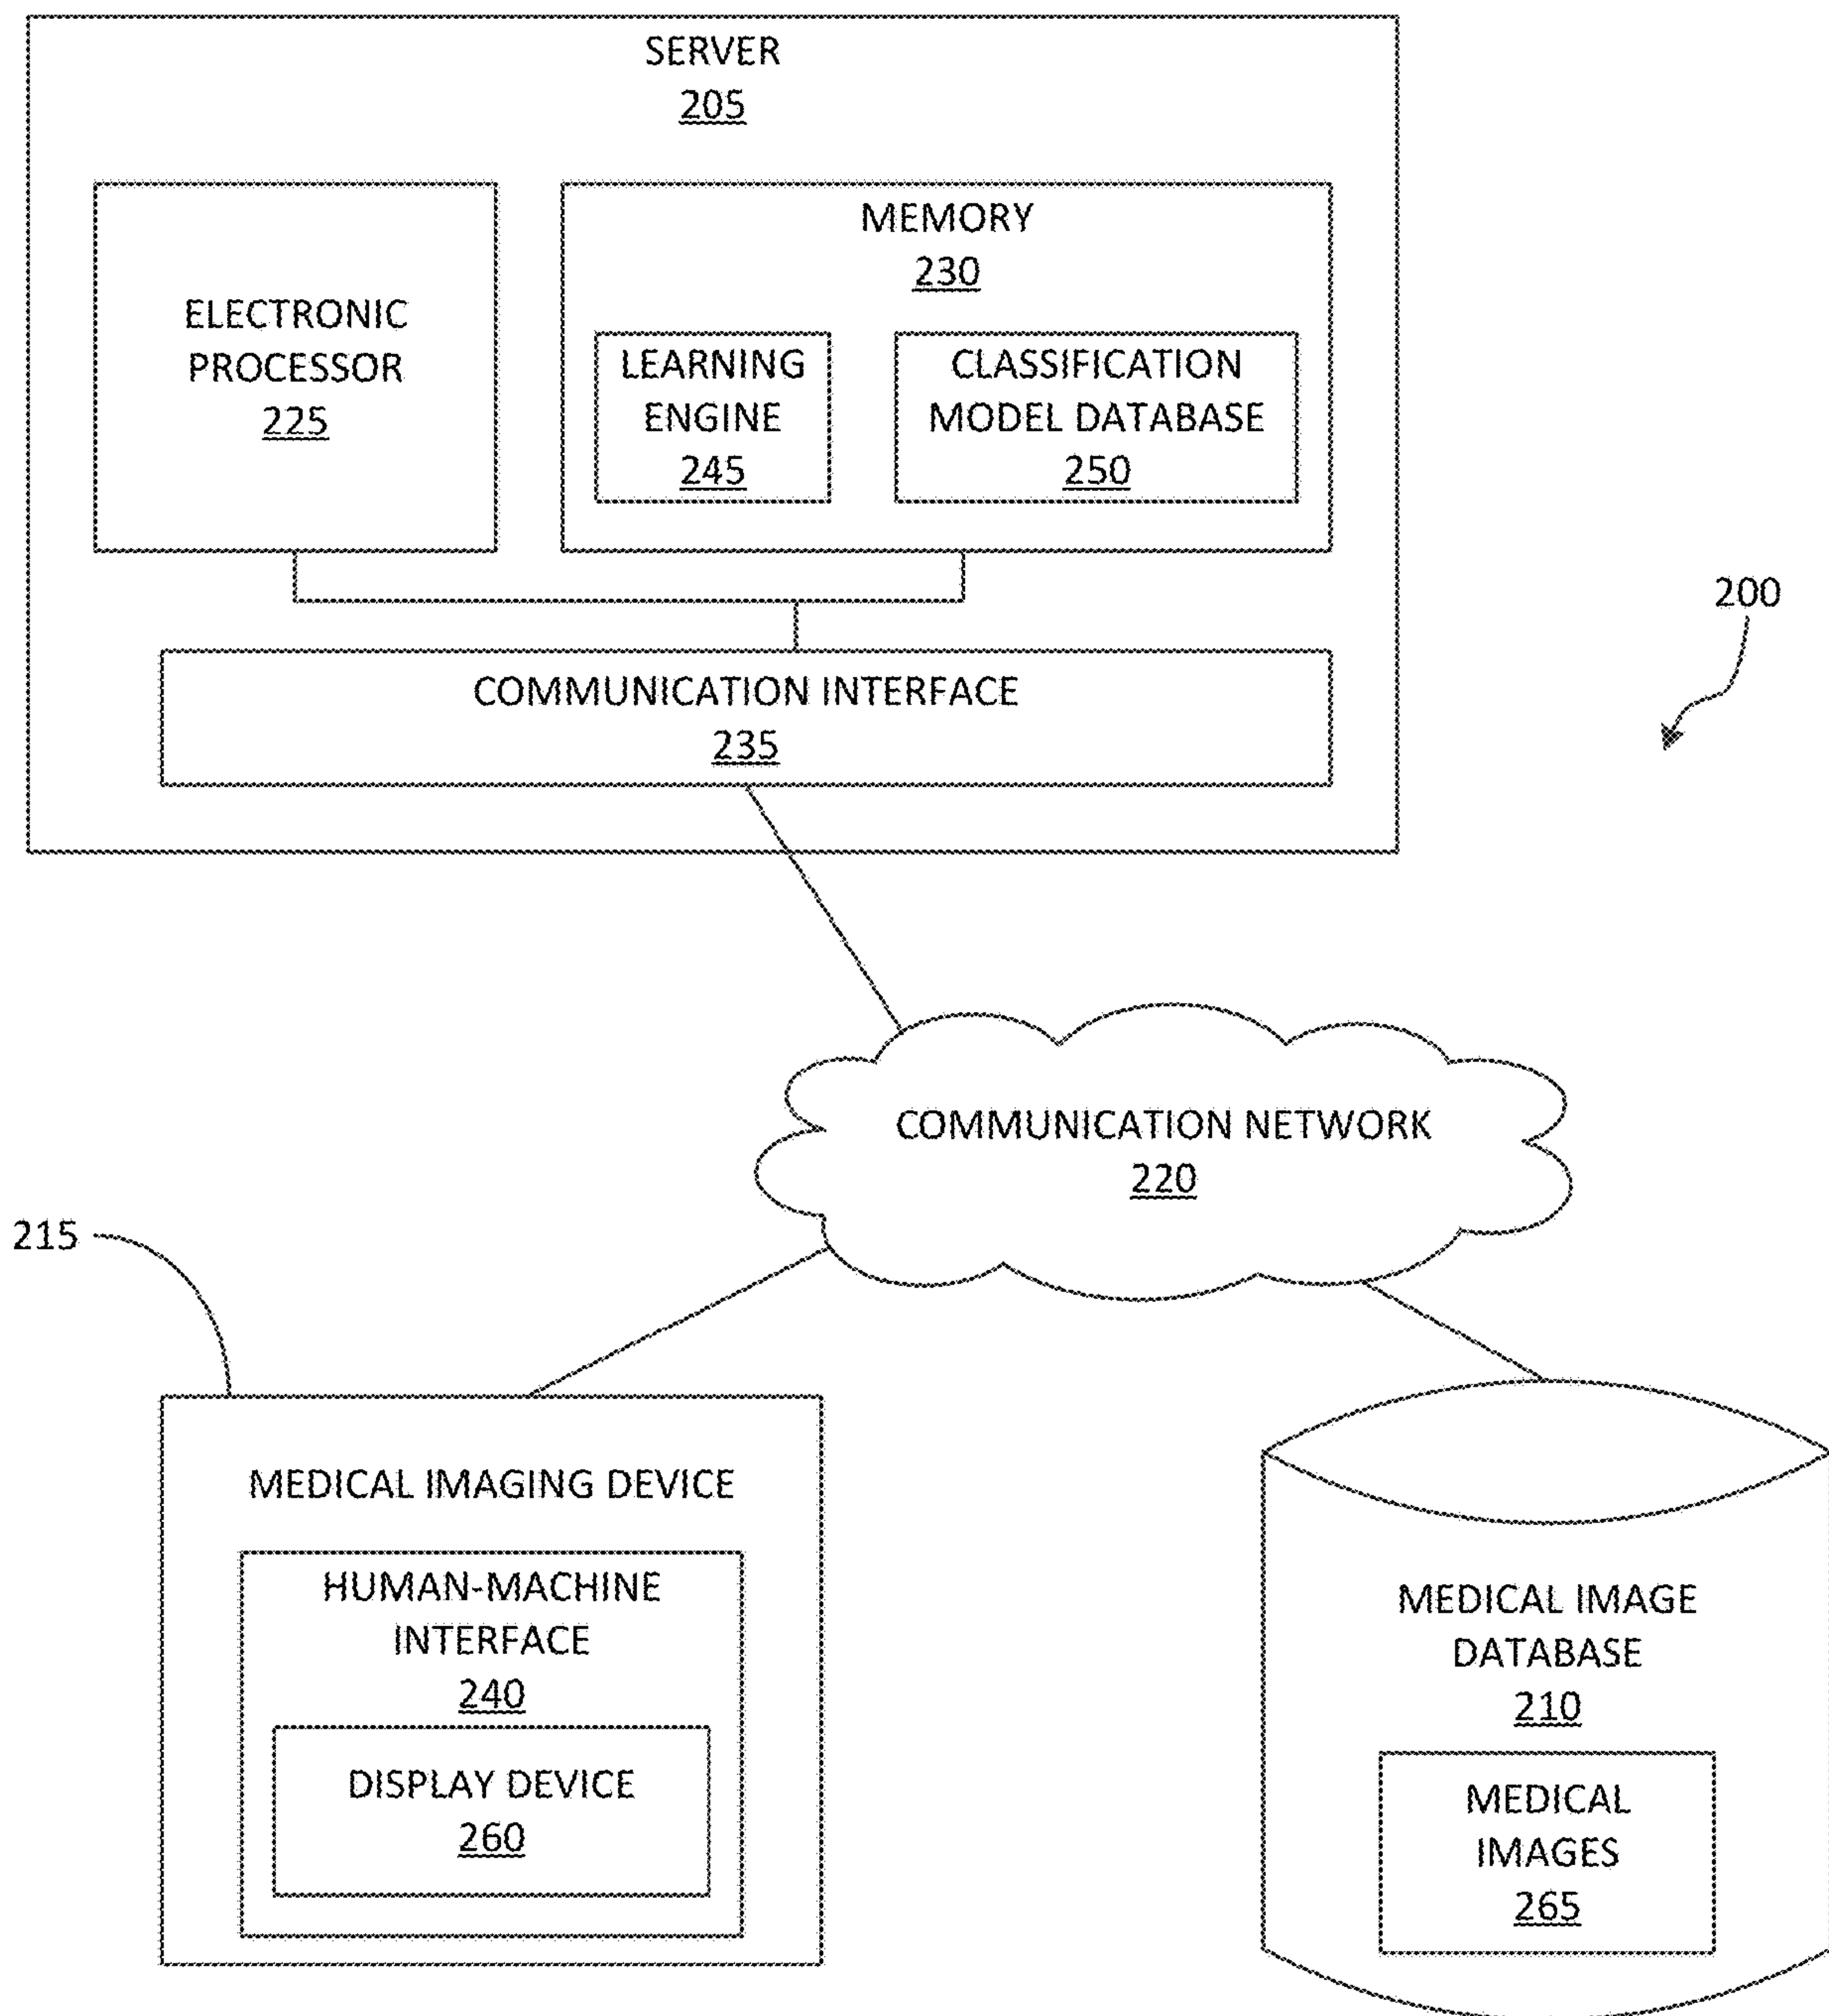 SERVER
205
ELECTRONIC
PROCESSOR
225
MEMORY
230
LEARNING
ENGINE
245
CLASSIFICATION
MODEL DATABASE
250
COMMUNICATION INTERFACE
235
200
COMMUNICATION NETWORK
220
215
MEDICAL IMAGING DEVICE
HUMAN-MACHINE
INTERFACE
240
DISPLAY DEVICE
260
MEDICAL IMAGE
DATABASE
210
MEDICAL
IMAGES
265